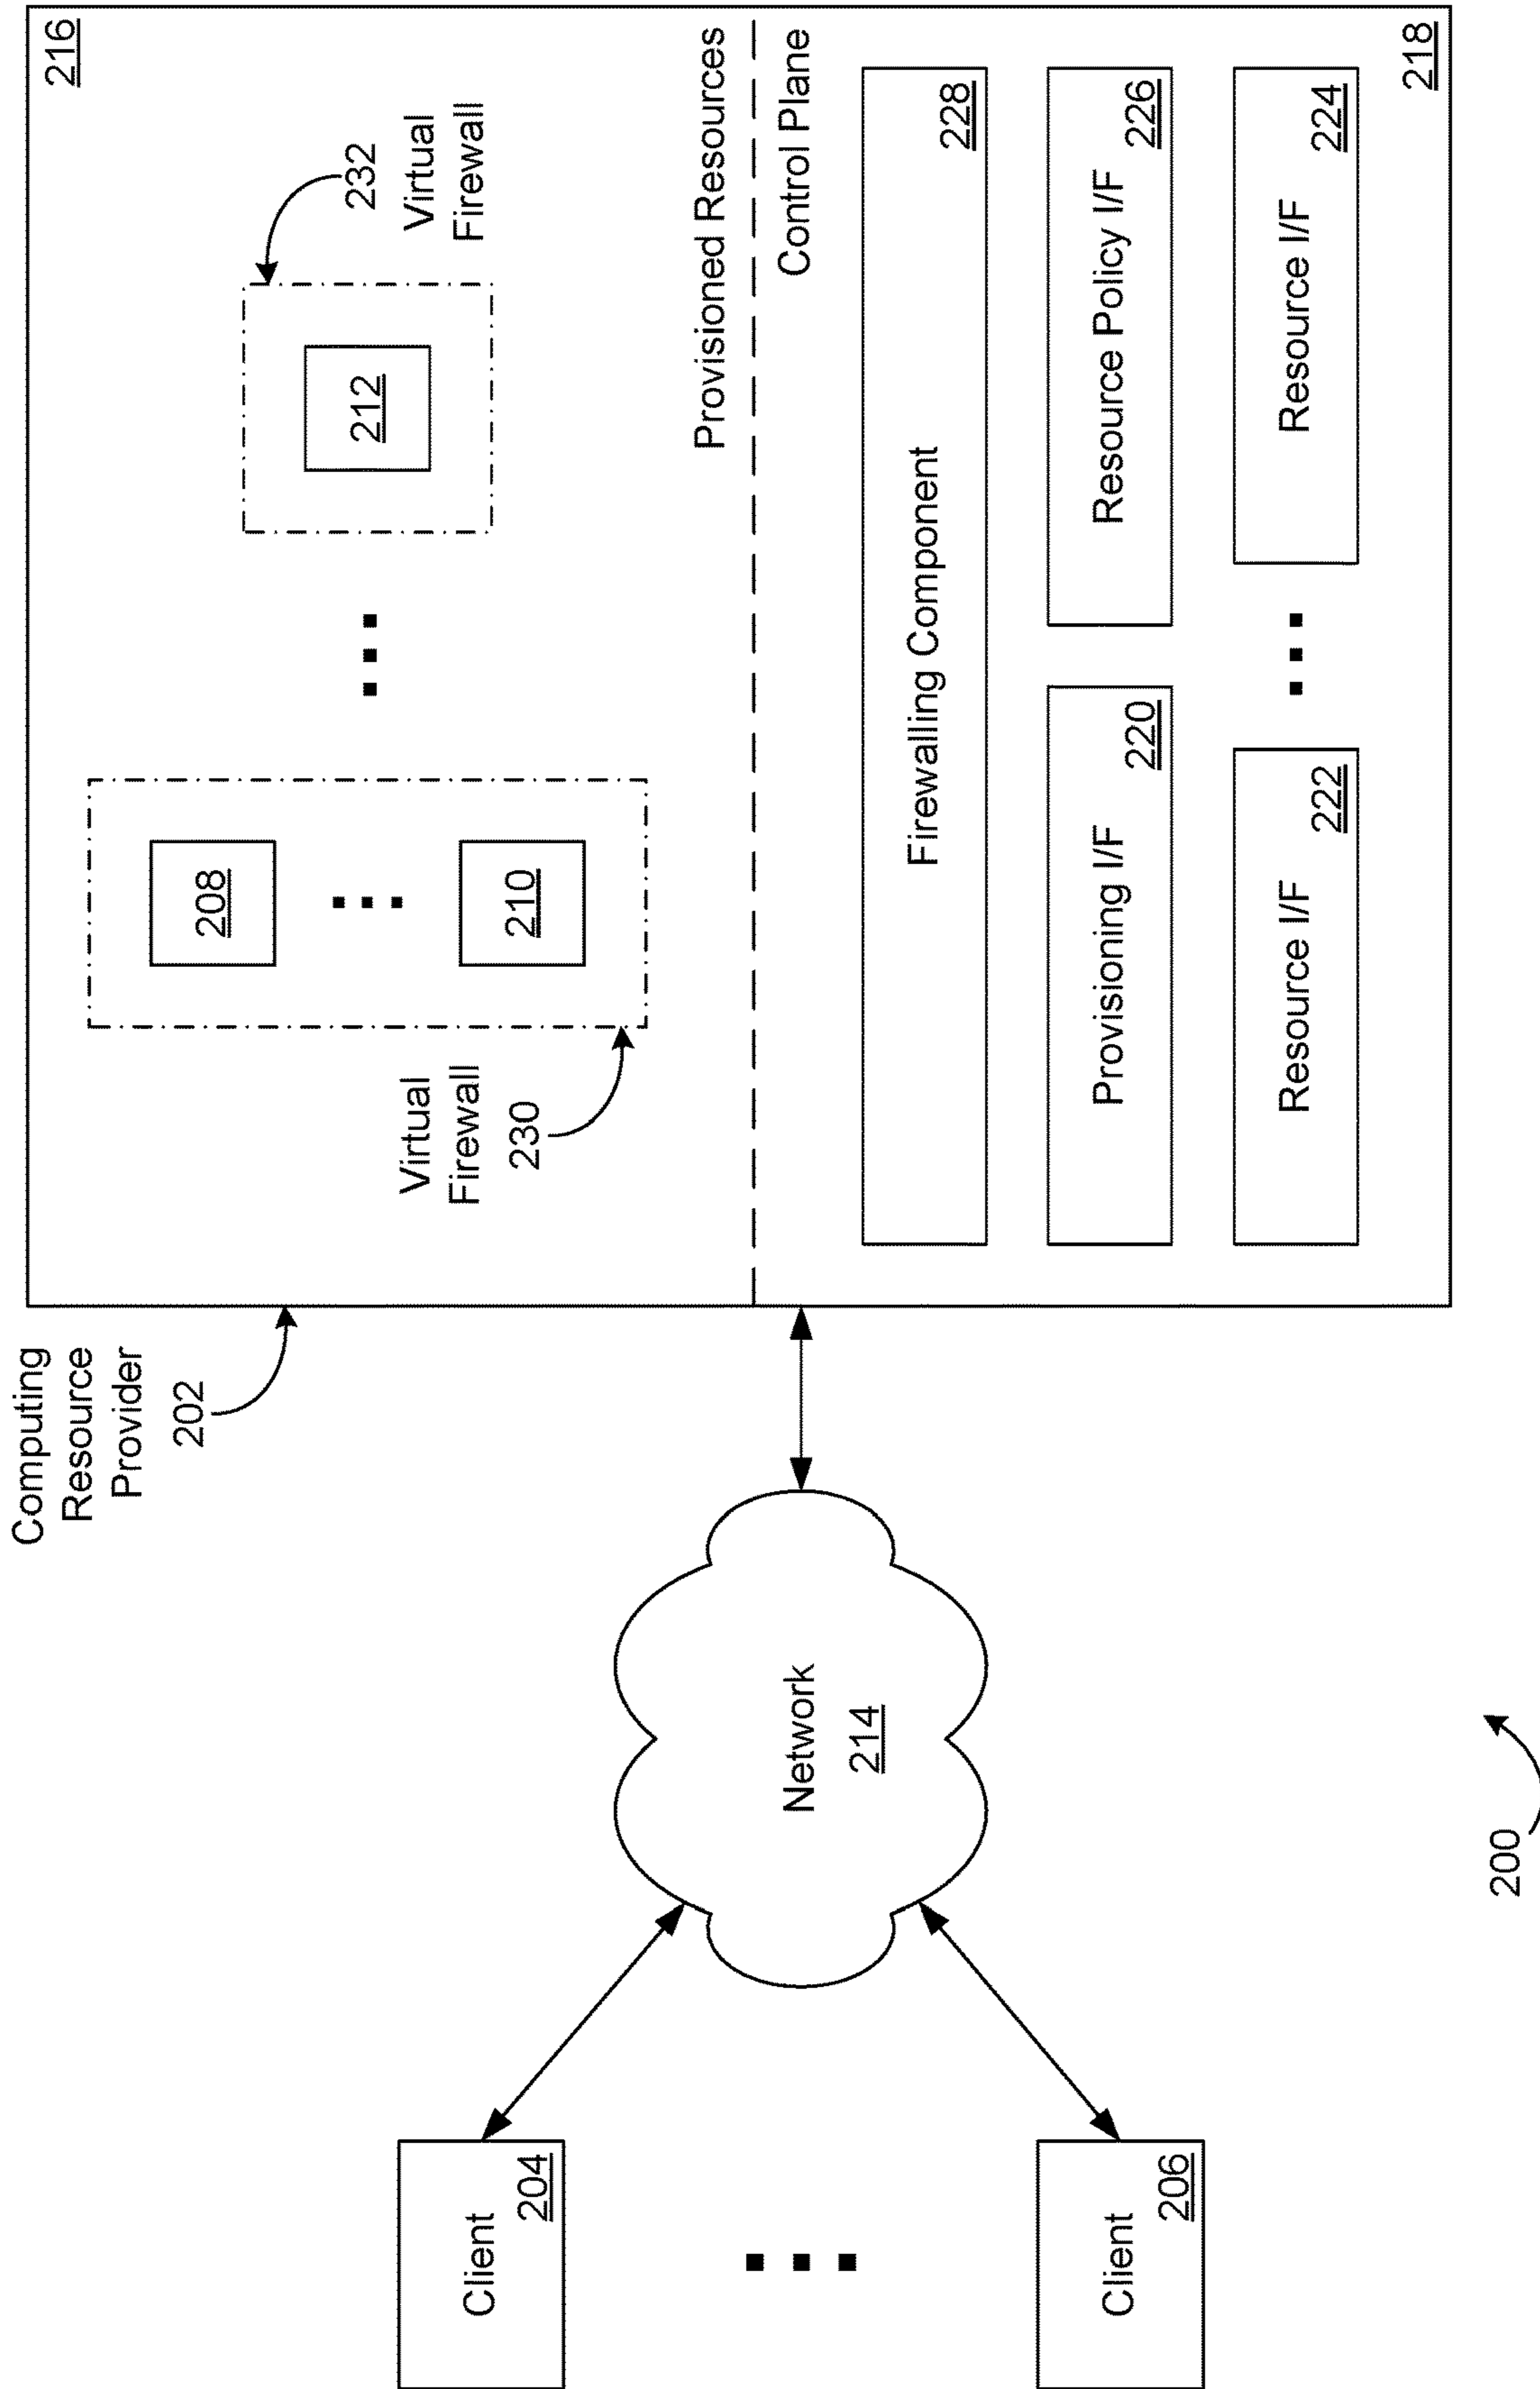 Computing
Resource
Provider
202
216
Virtual
Firewall
230
208
210
212
232
Virtual
Firewall
Provisioned Resources
Control Plane
Firewalling Component
228
Provisioning I/F
220
Resource Policy I/F
226
Resource I/F
222
Resource I/F
224
218
Network
214
Client
204
Client
206
200